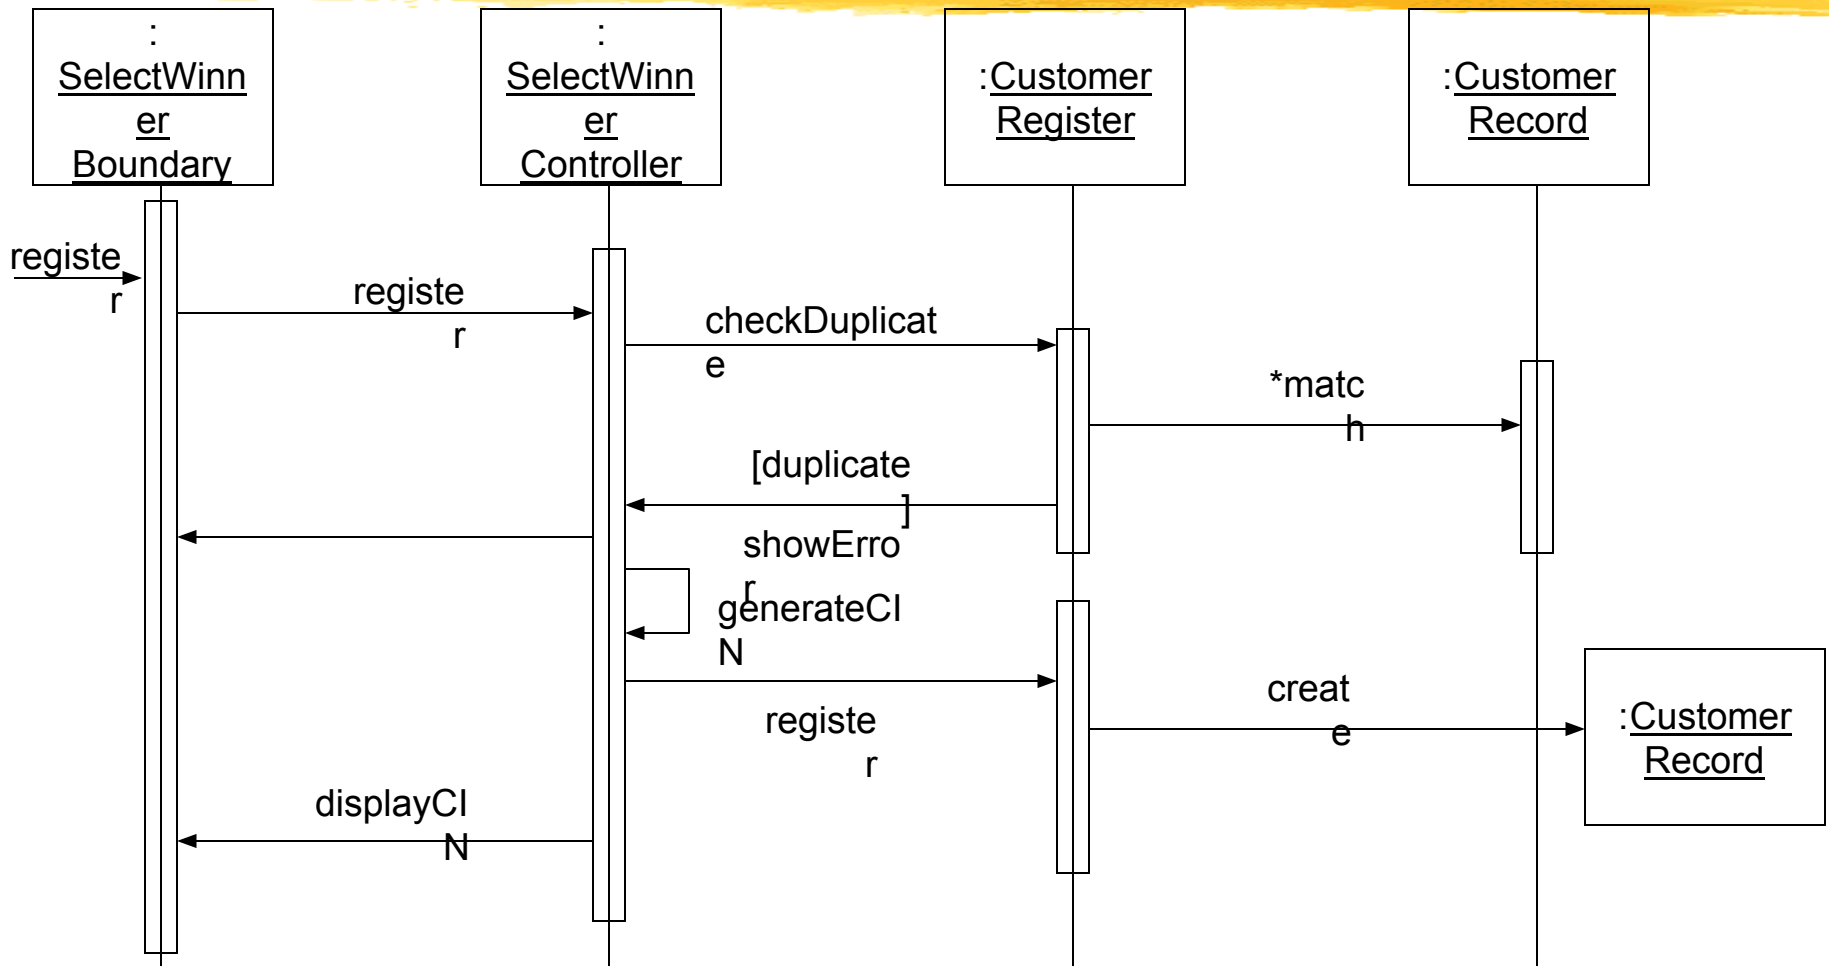 :
SelectWinn
er
Boundary
:
SelectWinn
er
Controller
:Customer
Register
:Customer
Record
registe
r
registe
r
checkDuplicat
e
*matc
h
[duplicate
]
showErro
r
generateCI
N
registe
r
creat
e
:Customer
Record
displayCI
N